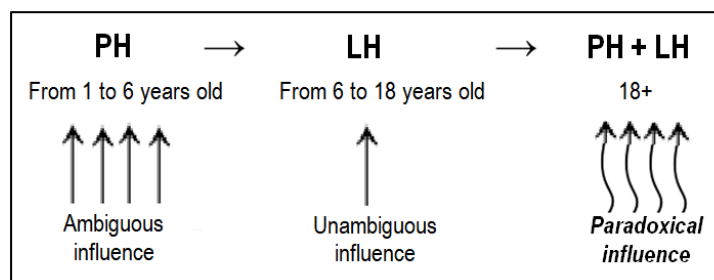 PH → LH → PH + LH
From 1 to 6 years old From 6 to 18 years old 18+
Ambiguous Unambiguous Paradoxical
influence influence influence